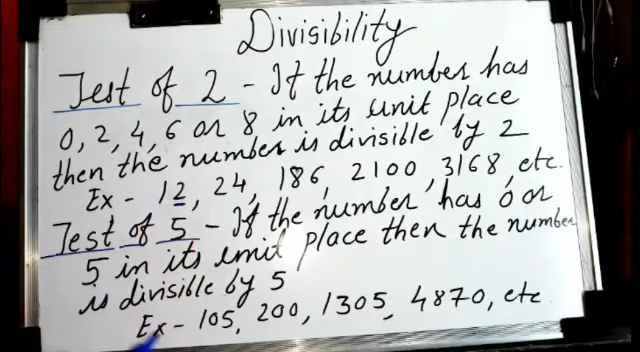 Divisibility
Test of 2 - If the number has
0, 2, 4, 6 or 8 in its unit place
then the number is divisible by 2
Ex - 12, 24, 186, 2100, 3168, etc.
Test of 5 - If the number has 0 or
5 in its unit place then the number
is divisible by 5
Ex - 105, 200, 1305, 4870, etc